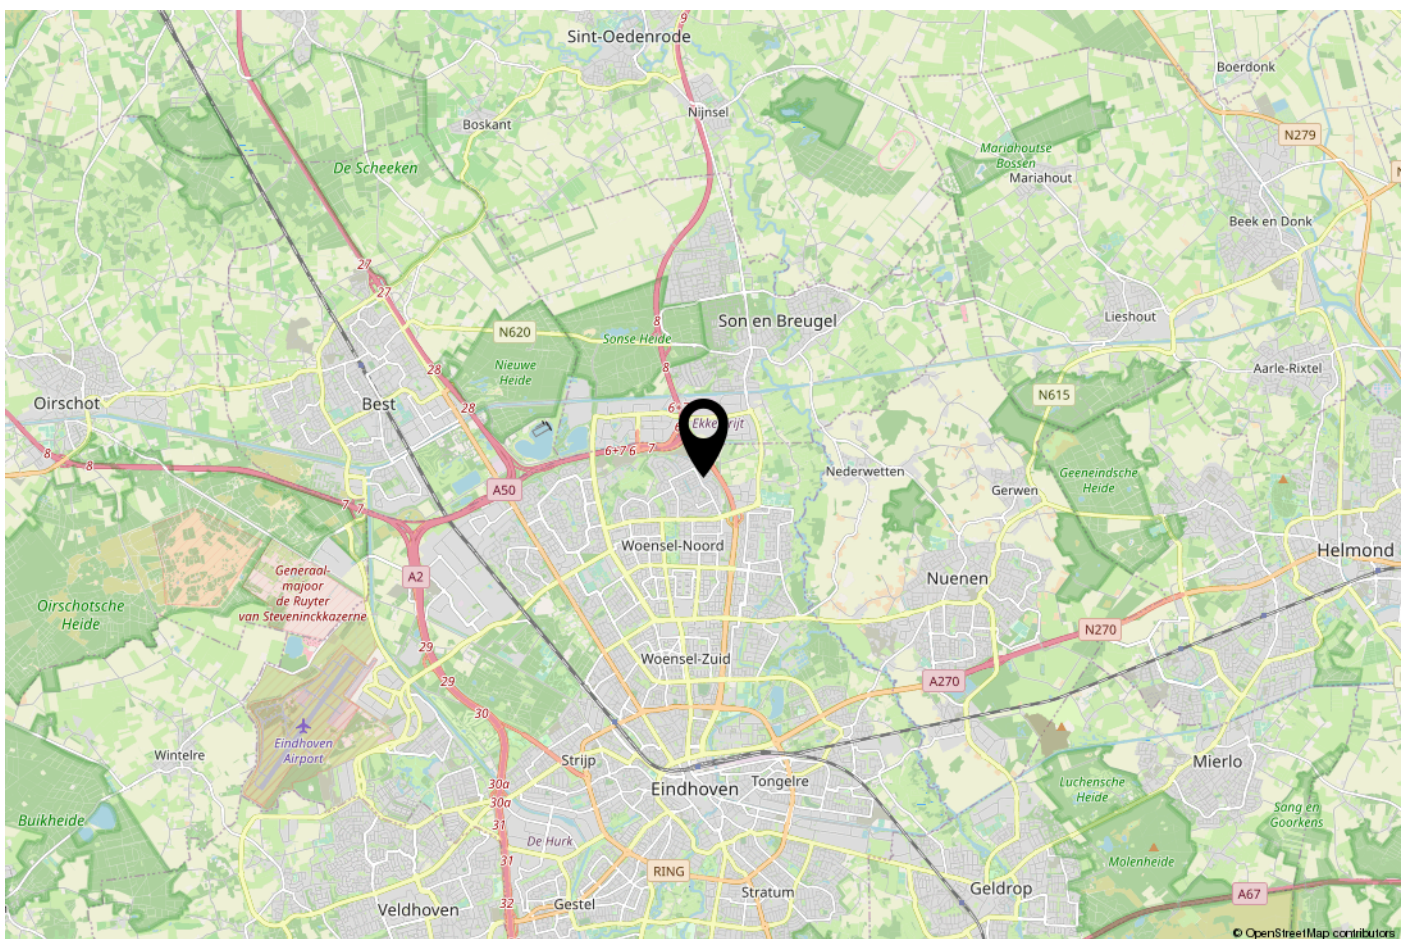 9
Sint-Oedenrode
Boerdonk
Nijnsel
Boskant
N279
Mariahoutse
Bossen
De Scheeken
Mariahout
Beek en Donk
27
27
Lieshout
8
Son en Breugel
N620
Sonse Heide
8
Nieuwe
Heide
28
Aarle-Rixtel
N615
Oirschot
Best
28
6+7
6+7 6
7
8
8
Nederwetten
Geeneindsche
Heide
A50
Gerwen
7
7
Woensel-Noord
Helmond
Generaal-
majoor
de Ruyter
van Steveninckkazerne
A2
Nuenen
Oirschotsche
Heide
N270
29
Woensel-Zuid
29
A270
30
Eindhoven
Airport
Wintelre
Strijp
Mierlo
30a
Eindhoven
Tongelre
Luchensche
Heide
30a
Sang en
Goorkens
Buikheide
31
De Hurk
31
Molenheide
RING
Geldrop
Stratum
A67
32
Gestel
Veldhoven
© OpenStreetMap contributors